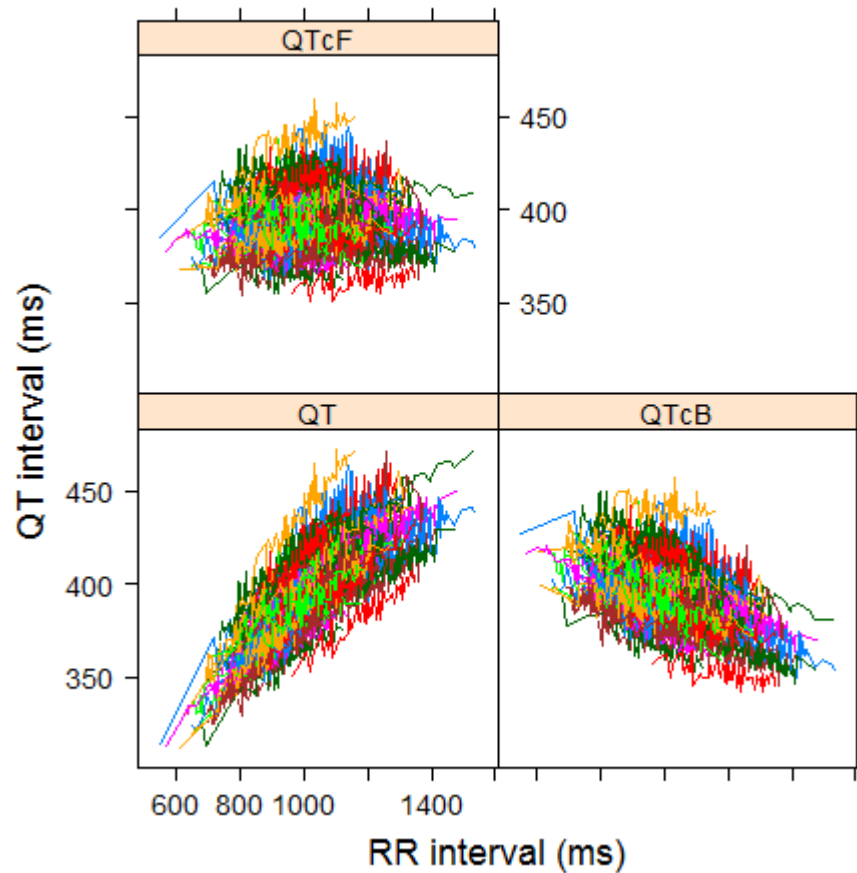 QTcF
450
400
350
QT interval (ms)
QT
QTcB
450
400
350
600 800 1000 1400
RR interval (ms)